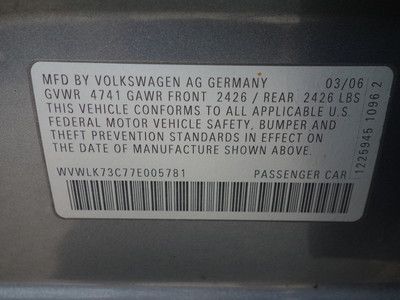 MFD BY VOLKSWAGEN AG GERMANY 03/06
GVWR 4741 GAWR FRONT 2426 / REAR 2426 LBS
THIS VEHICLE CONFORMS TO ALL APPLICABLE U.S.
FEDERAL MOTOR VEHICLE SAFETY, BUMPER AND
THEFT PREVENTION STANDARDS IN EFFECT ON
THE DATE OF MANUFACTURE SHOWN ABOVE.
WVWLK73C77E005781 PASSENGER CAR
1225945 1096 2